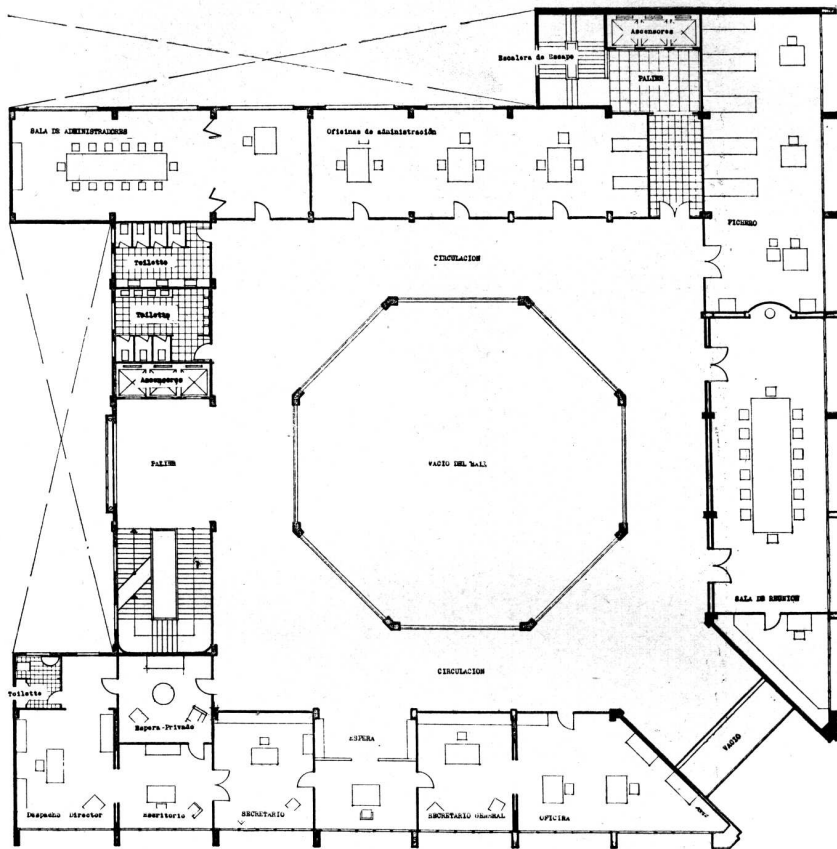 Ascensores
Escalera de Escape
PALIER
SALA DE ADMINISTRADORES
Oficinas de administración
FICHERO
CIRCULACION
Toilette
Toilette
Ascensores
PALIER
VACIO DEL HALL
SALA DE REUNION
CIRCULACION
Toilette
Espera-Privado
ESPERA
VACIO
Despacho Director
Escritorio
SECRETARIO
SECRETARIO GENERAL
OFICINA